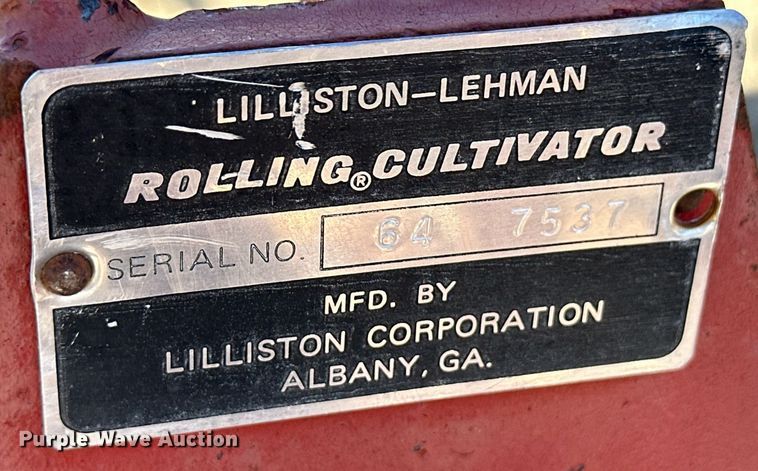 LILLISTON-LEHMAN
ROLLING® CULTIVATOR
SERIAL NO. 64 7537
MFD. BY
LILLISTON CORPORATION
ALBANY, GA.
Purple Wave Auction